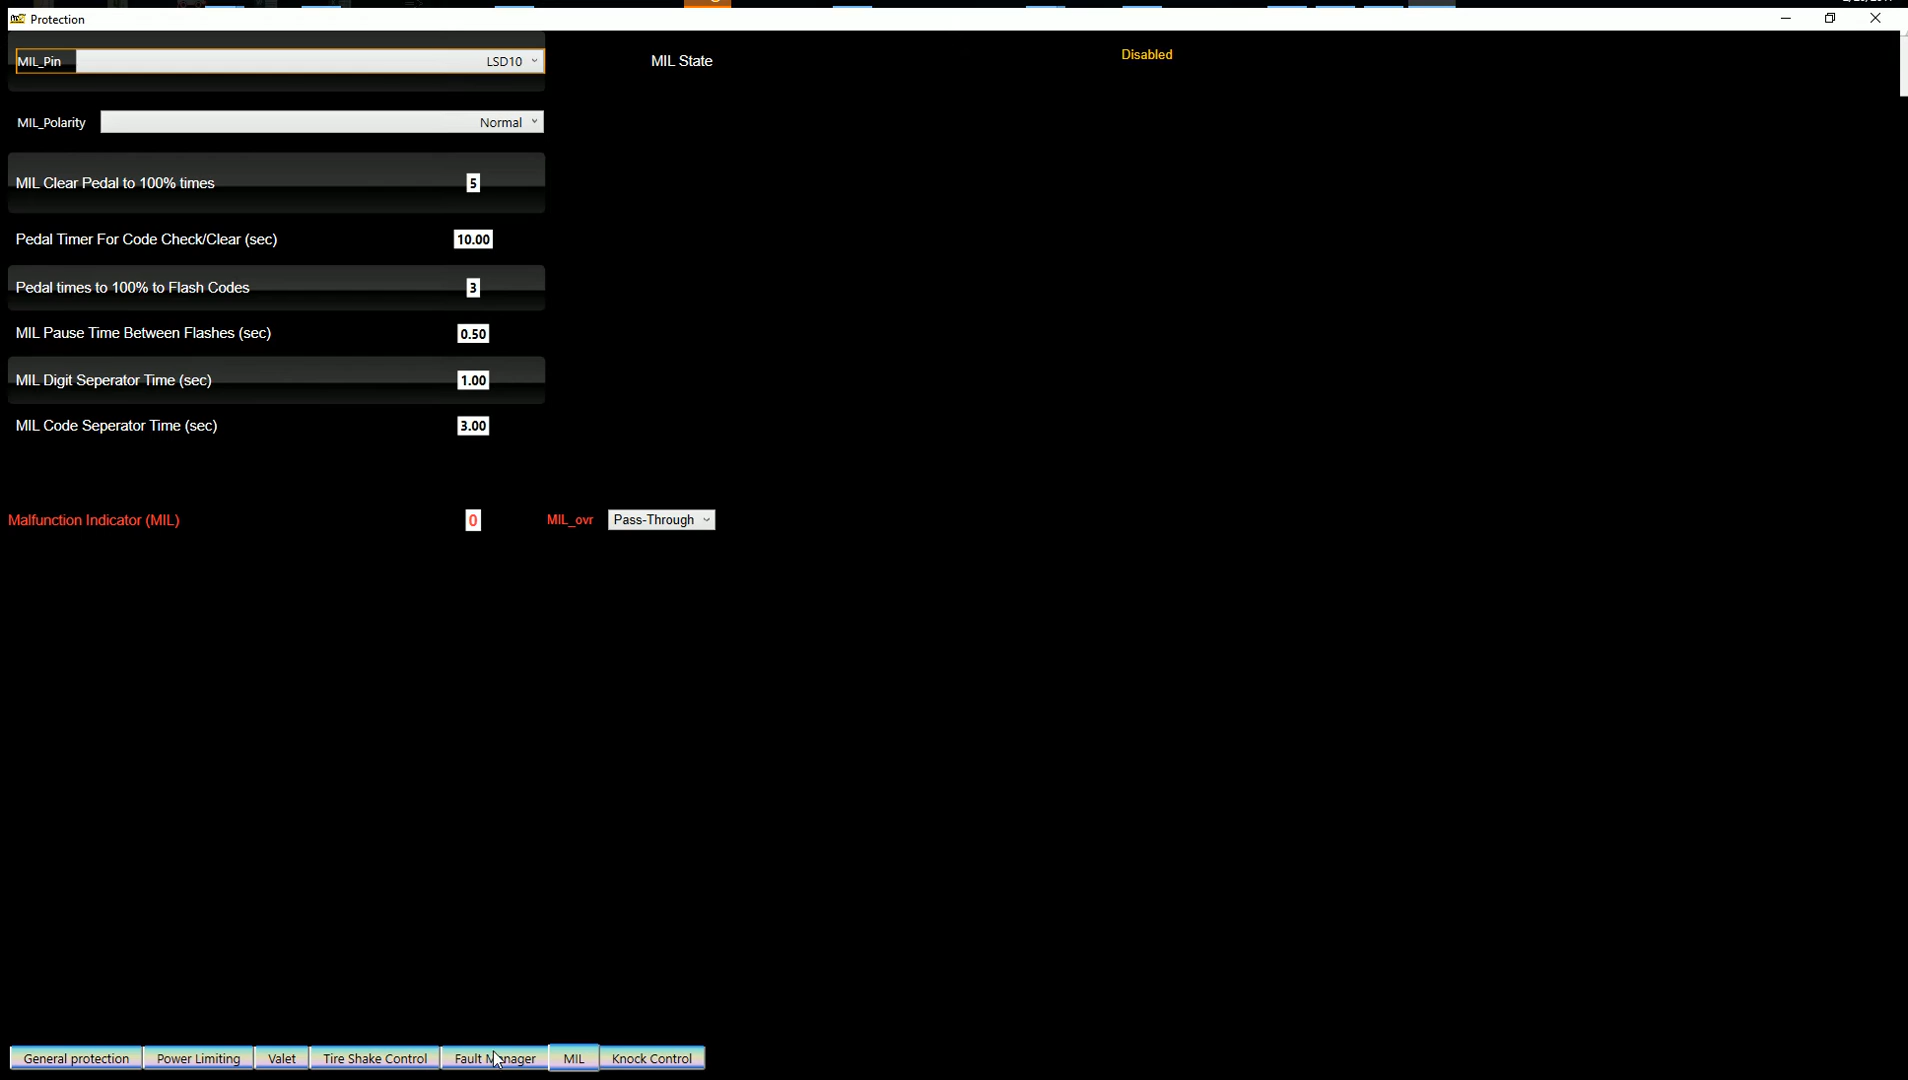 Protection
MIL_Pin LSD10 MIL State Disabled
MIL_Polarity Normal
MIL Clear Pedal to 100% times 5
Pedal Timer For Code Check/Clear (sec) 10.00
Pedal times to 100% to Flash Codes 3
MIL Pause Time Between Flashes (sec) 0.50
MIL Digit Seperator Time (sec) 1.00
MIL Code Seperator Time (sec) 3.00
Malfunction Indicator (MIL) 0 MIL_ovr Pass-Through
General protection Power Limiting Valet Tire Shake Control Fault Manager MIL Knock Control